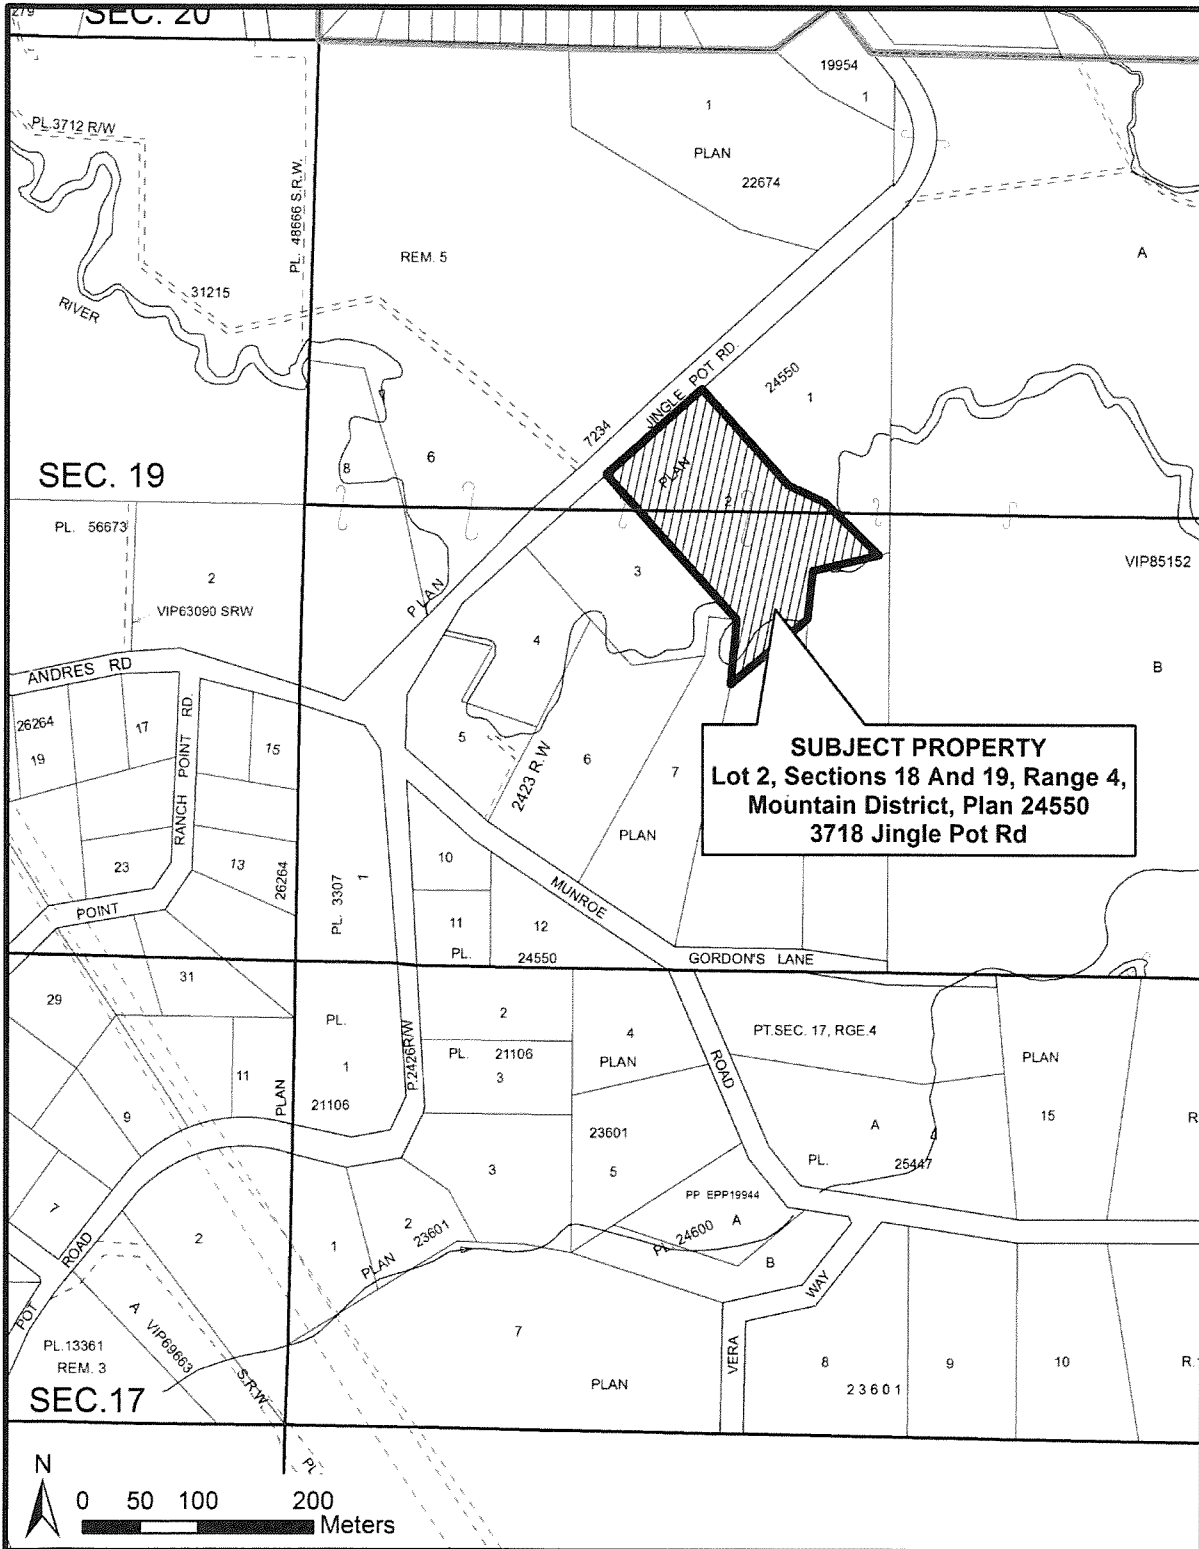 279
SEC. 20
19954
1
1
PLAN
22674
PL.3712 R/W
PL. 48666 S.R.W.
REM. 5
A
31215
RIVER
JINGLE POT RD.
24550
1
7234
PLAN
SEC. 19
8
6
2
PL. 56673
2
VIP63090 SRW
PLAN
3
4
VIP85152
B
ANDRES RD
26264
19
17
RANCH POINT RD.
15
5
2423 R.W
6
7
PLAN
SUBJECT PROPERTY
Lot 2, Sections 18 And 19, Range 4,
Mountain District, Plan 24550
3718 Jingle Pot Rd
23
13
26264
PL. 3307
1
10
MUNROE
POINT
11
PL.
12
24550
GORDON'S LANE
31
29
PL.
1
21106
P.2426R/W
2
PL. 21106
3
4
PLAN
ROAD
PT.SEC. 17, RGE.4
PLAN
15
R
11
PLAN
9
23601
5
A
4
PL.
25447
7
3
PP EPP19944
A
PL. 24600
B
2
1
2
PLAN
23601
ROAD
POT
WAY
VERA
A VIP69663
S.R.W.
PL.13361
REM. 3
SEC.17
7
PLAN
8
9
10
R.
23601
PL.
N
0 50 100 200
Meters